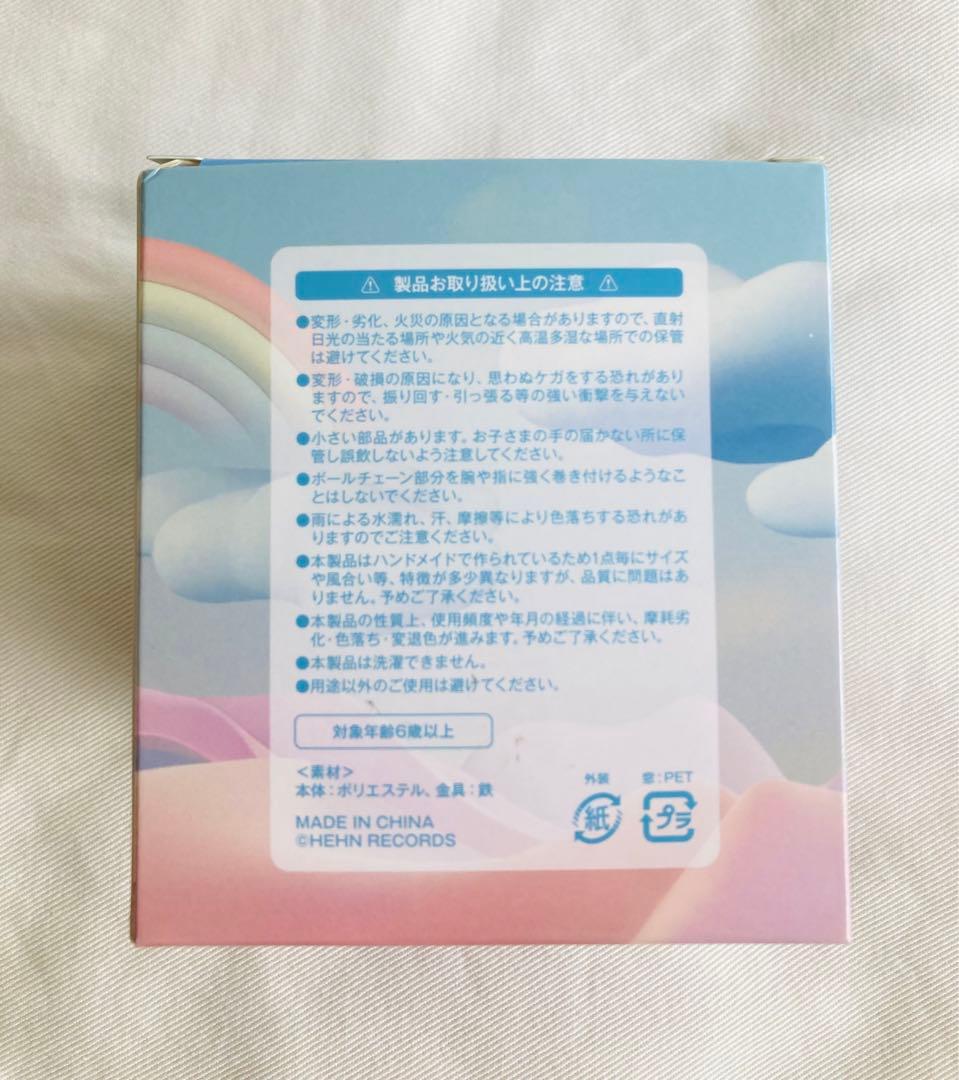 ⚠ 製品お取り扱い上の注意 ⚠
●変形・劣化、火災の原因となる場合がありますので、直射
日光の当たる場所や火気の近く高温多湿な場所での保管
は避けてください。
●変形・破損の原因になり、思わぬケガをする恐れがあり
ますので、振り回す・引っ張る等の強い衝撃を与えない
でください。
●小さい部品があります。お子さまの手の届かない所に保
管し誤飲しないよう注意してください。
●ボールチェーン部分を腕や指に強く巻き付けるようなこ
とはしないでください。
●雨による水濡れ、汗、摩擦等により色落ちする恐れがあ
りますのでご注意ください。
●本製品はハンドメイドで作られているため1点毎にサイズ
や風合い等、特徴が多少異なりますが、品質に問題はあ
りません。予めご了承ください。
●本製品の性質上、使用頻度や年月の経過に伴い、摩耗劣
化・色落ち・変退色が進みます。予めご了承ください。
●本製品は洗濯できません。
●用途以外のご使用は避けてください。
対象年齢6歳以上
＜素材＞
本体：ポリエステル、金具：鉄
MADE IN CHINA
©HEHN RECORDS
外装
紙
窓：PET
プラ